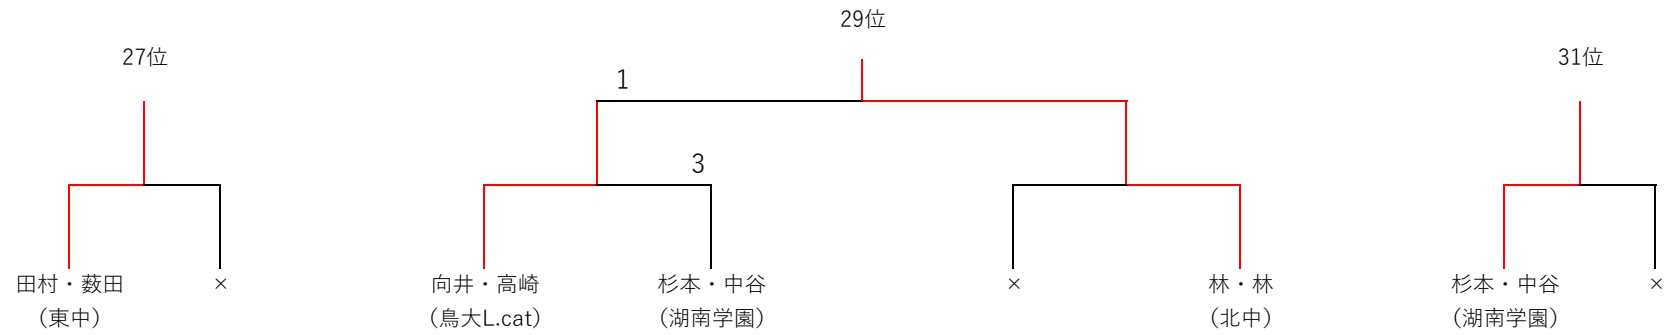 29位
27位
31位
1
3
田村・薮田
×
向井・高崎
杉本・中谷
×
林・林
杉本・中谷
×
（東中）
（鳥大L.cat）
（湖南学園）
（北中）
（湖南学園）